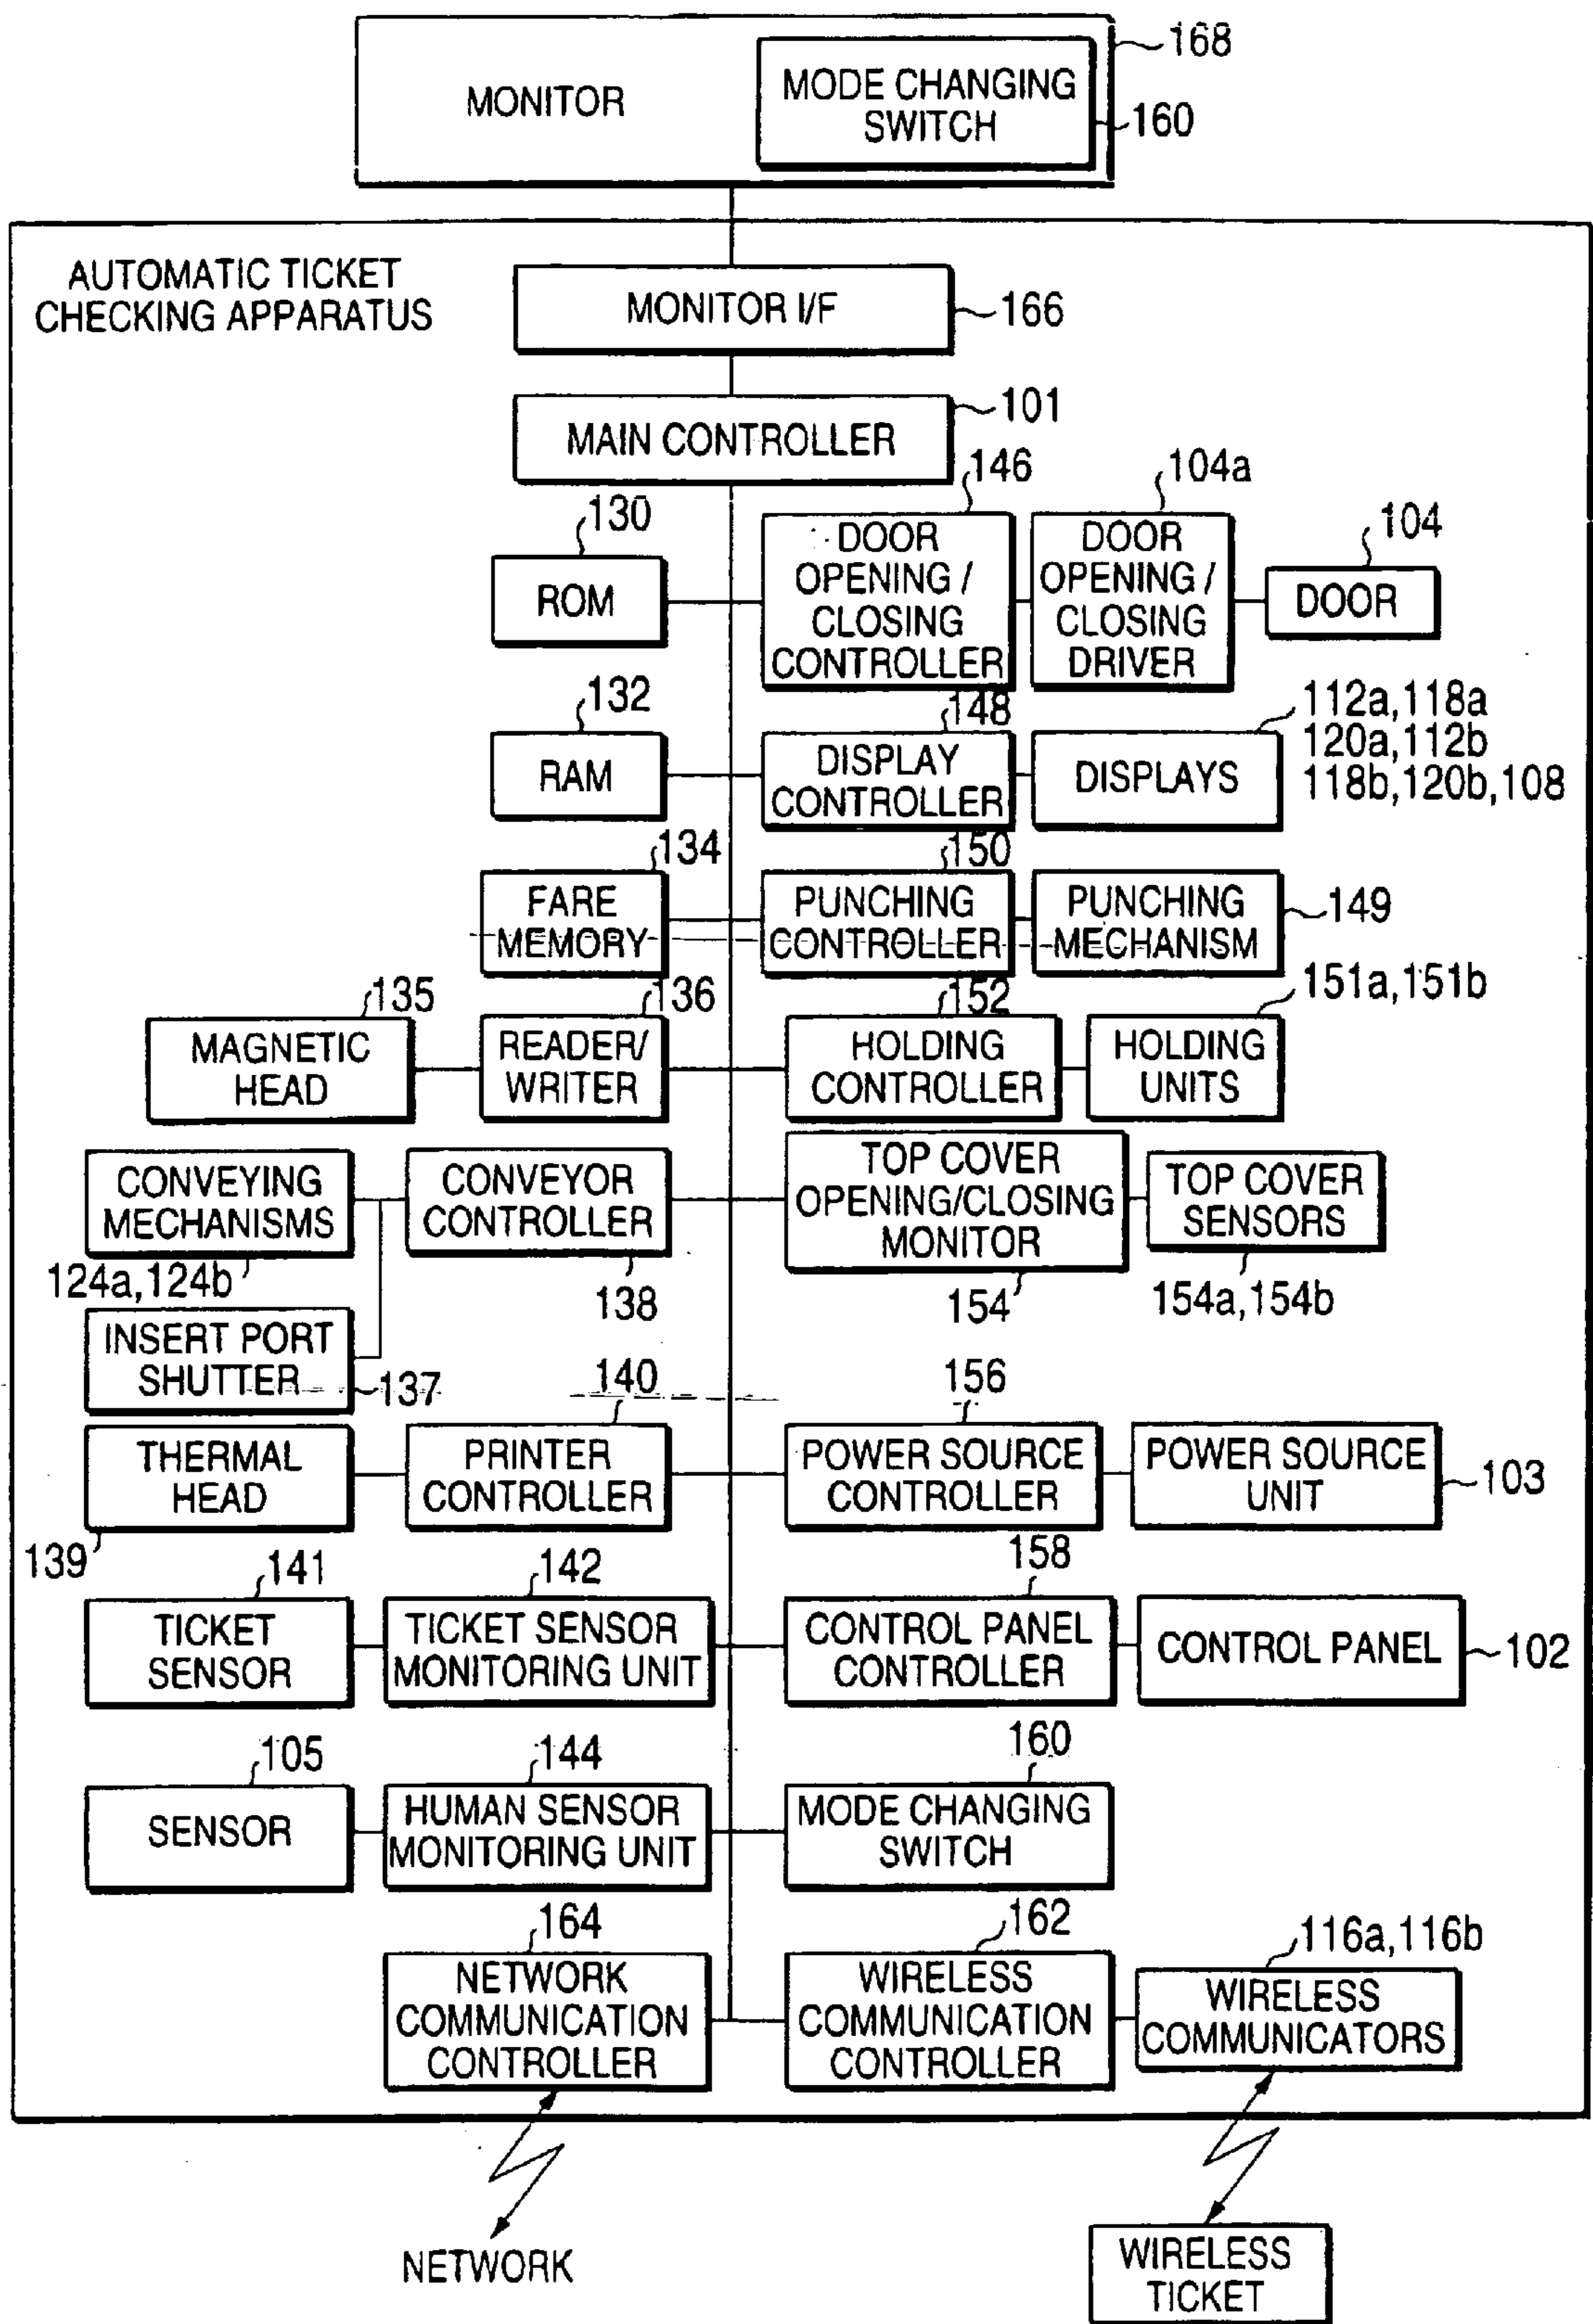 168
MONITOR
MODE CHANGING
SWITCH
160
AUTOMATIC TICKET
CHECKING APPARATUS
MONITOR I/F
166
101
MAIN CONTROLLER
146
104a
130
104
ROM
DOOR
OPENING /
CLOSING
CONTROLLER
DOOR
OPENING /
CLOSING
DRIVER
DOOR
132
148
112a,118a
120a,112b
118b,120b,108
RAM
DISPLAY
CONTROLLER
DISPLAYS
134
150
FARE
MEMORY
PUNCHING
CONTROLLER
PUNCHING
MECHANISM
149
135
136
152
151a,151b
MAGNETIC
HEAD
READER/
WRITER
HOLDING
CONTROLLER
HOLDING
UNITS
CONVEYING
MECHANISMS
CONVEYOR
CONTROLLER
TOP COVER
OPENING/CLOSING
MONITOR
TOP COVER
SENSORS
124a,124b
138
154
154a,154b
INSERT PORT
SHUTTER
137
140
156
THERMAL
HEAD
PRINTER
CONTROLLER
POWER SOURCE
CONTROLLER
POWER SOURCE
UNIT
103
139
141
142
158
TICKET
SENSOR
TICKET SENSOR
MONITORING UNIT
CONTROL PANEL
CONTROLLER
CONTROL PANEL
102
105
144
160
SENSOR
HUMAN SENSOR
MONITORING UNIT
MODE CHANGING
SWITCH
164
162
116a,116b
NETWORK
COMMUNICATION
CONTROLLER
WIRELESS
COMMUNICATION
CONTROLLER
WIRELESS
COMMUNICATORS
NETWORK
WIRELESS
TICKET